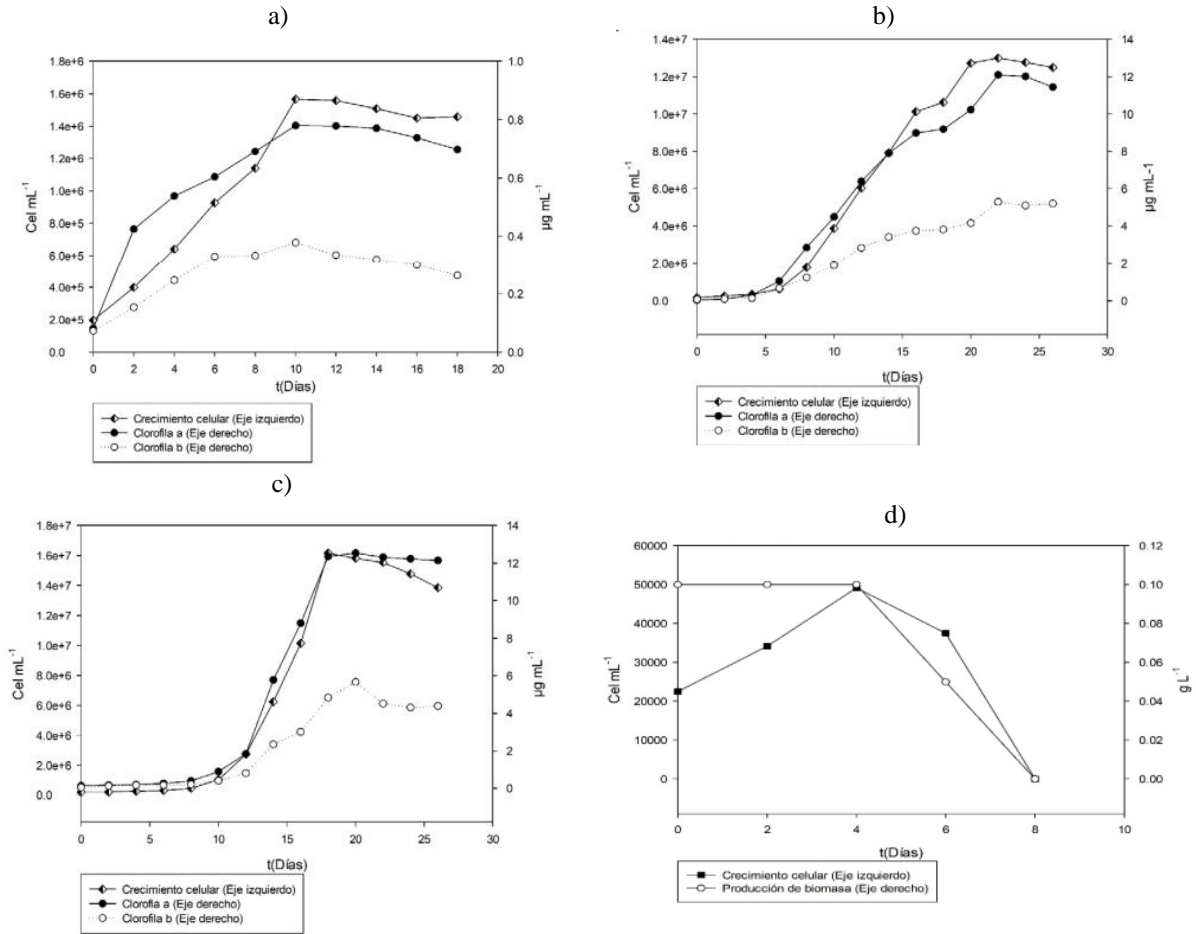 a)
1.8e+6
1.6e+6
1.4e+6
1.2e+6
1.0e+6
8.0e+5
6.0e+5
4.0e+5
2.0e+5
0.0
Cel mL⁻¹
1.0
0.8
0.6
0.4
0.2
0.0
µg mL⁻¹
0 2 4 6 8 10 12 14 16 18 20
t(Días)
Crecimiento celular (Eje izquierdo)
Clorofila a (Eje derecho)
Clorofila b (Eje derecho)
b)
1.4e+7
1.2e+7
1.0e+7
8.0e+6
6.0e+6
4.0e+6
2.0e+6
0.0
Cel mL⁻¹
14
12
10
8
6
4
2
0
µg mL-1
0 5 10 15 20 25 30
t(Días)
Crecimiento celular (Eje izquierdo)
Clorofila a (Eje derecho)
Clorofila b (Eje derecho)
c)
1.8e+7
1.6e+7
1.4e+7
1.2e+7
1.0e+7
8.0e+6
6.0e+6
4.0e+6
2.0e+6
0.0
Cel mL⁻¹
14
12
10
8
6
4
2
0
µg mL⁻¹
0 5 10 15 20 25 30
t(Días)
Crecimiento celular (Eje izquierdo)
Clorofia a (Eje derecho)
Clorofila b (Eje derecho)
d)
60000
50000
40000
30000
20000
10000
0
Cel mL⁻¹
0.12
0.10
0.08
0.06
0.04
0.02
0.00
g L⁻¹
0 2 4 6 8 10
t(Días)
Crecimiento celular (Eje izquierdo)
Producción de biomasa (Eje derecho)